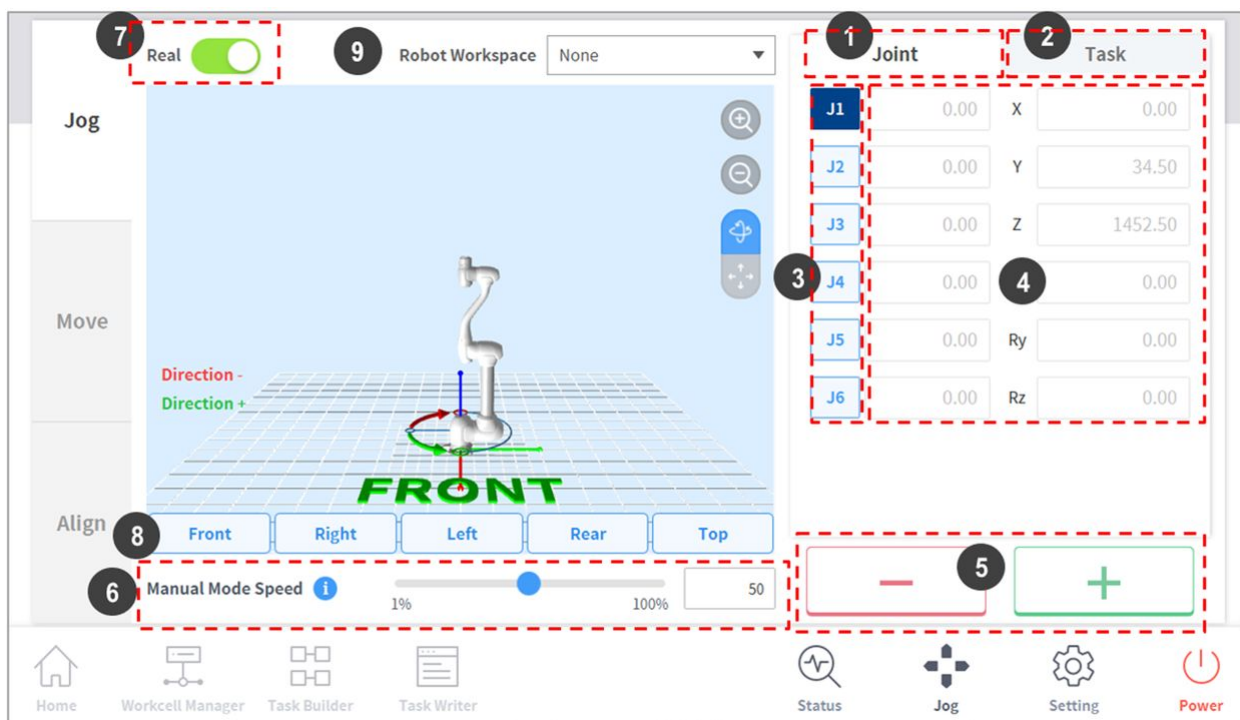 7
Real
9
Robot Workspace
None
1
Joint
2
Task
Jog
Move
Align
J1
0.00
X
0.00
J2
0.00
Y
34.50
J3
0.00
Z
1452.50
3
J4
0.00
4
0.00
J5
0.00
Ry
0.00
J6
0.00
Rz
0.00
Direction -
Direction +
FRONT
8
Front
Right
Left
Rear
Top
6
Manual Mode Speed
i
1%
100%
50
5
−
+
Home
Workcell Manager
Task Builder
Task Writer
Status
Jog
Setting
Power